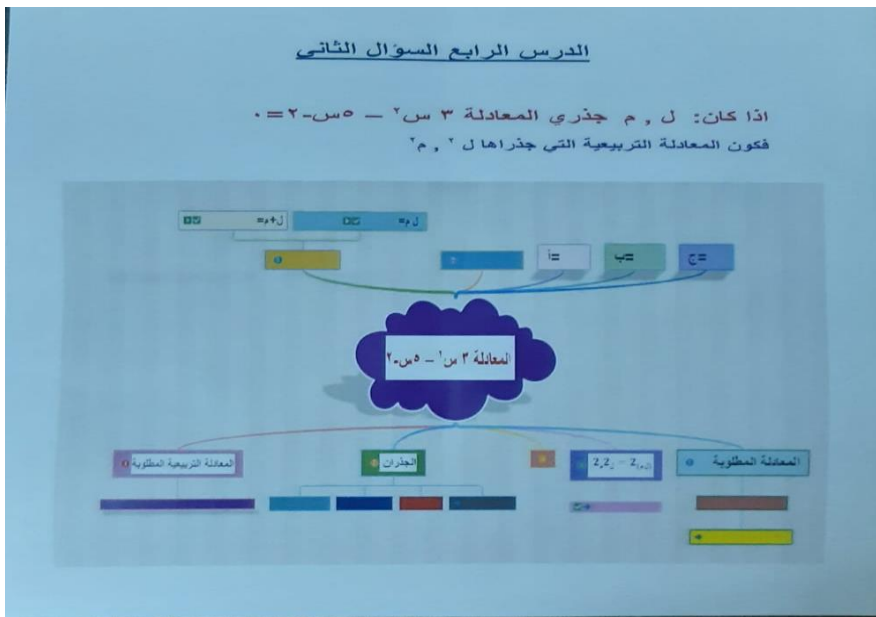 الدرس الرابع السؤال الثاني
اذا كان: ل , م جذري المعادلة ٣ س٢ – ٥س-٢=٠
فكون المعادلة التربيعية التي جذراها ل ٢ , م٢
ل م=
ل+م=
ج=
ب=
أ=
المعادلة ٣ س٢ – ٥س-٢
المعادلة المطلوبة
الجذران
المعادلة التربيعية المطلوبة